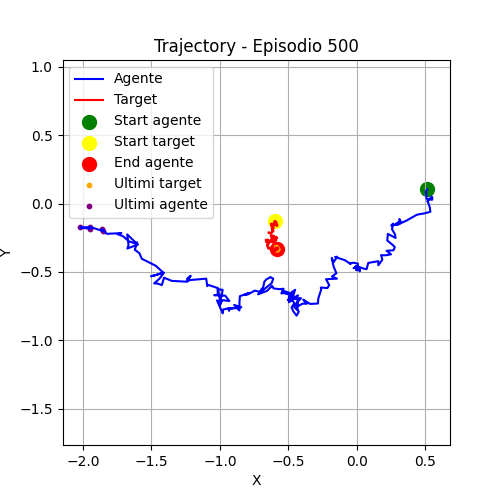 Trajectory - Episodio 500
1.0
0.5
0.0
−0.5
−1.0
−1.5
Y
Agente
Target
Start agente
Start target
End agente
Ultimi target
Ultimi agente
−2.0 −1.5 −1.0 −0.5 0.0 0.5
X